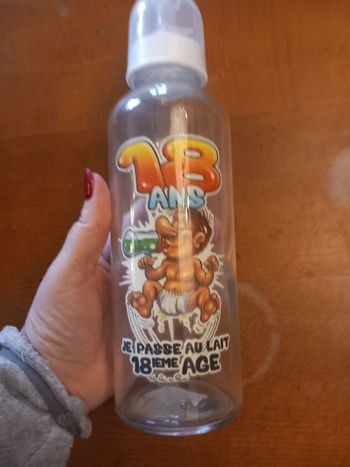 18
ANS
JE PASSE AU LAIT
18IEME AGE